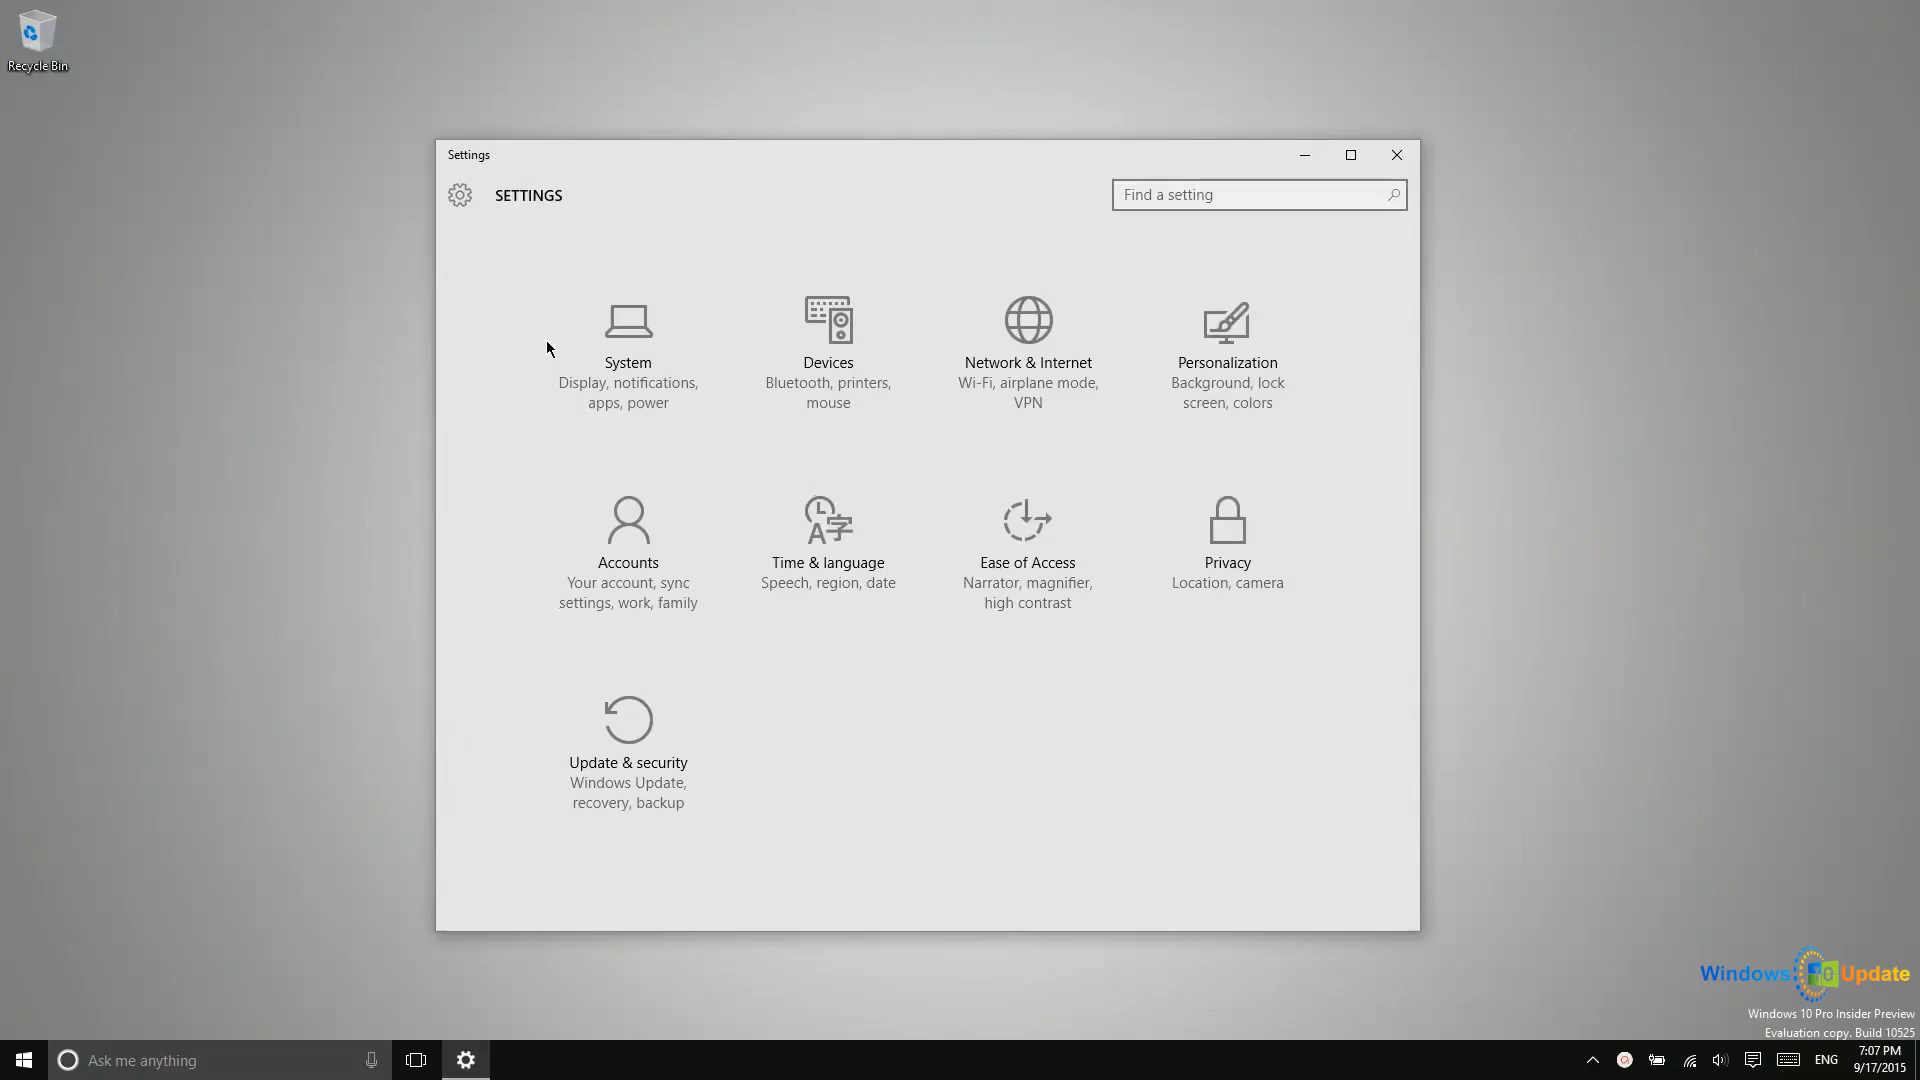 Recycle Bin
Settings
SETTINGS
Find a setting
System
Display, notifications,
apps, power
Devices
Bluetooth, printers,
mouse
Network & Internet
Wi-Fi, airplane mode,
VPN
Personalization
Background, lock
screen, colors
Accounts
Your account, sync
settings, work, family
Time & language
Speech, region, date
Ease of Access
Narrator, magnifier,
high contrast
Privacy
Location, camera
Update & security
Windows Update,
recovery, backup
Windows 10 Update
Windows 10 Pro Insider Preview
Evaluation copy. Build 10525
Ask me anything
ENG
7:07 PM
9/17/2015